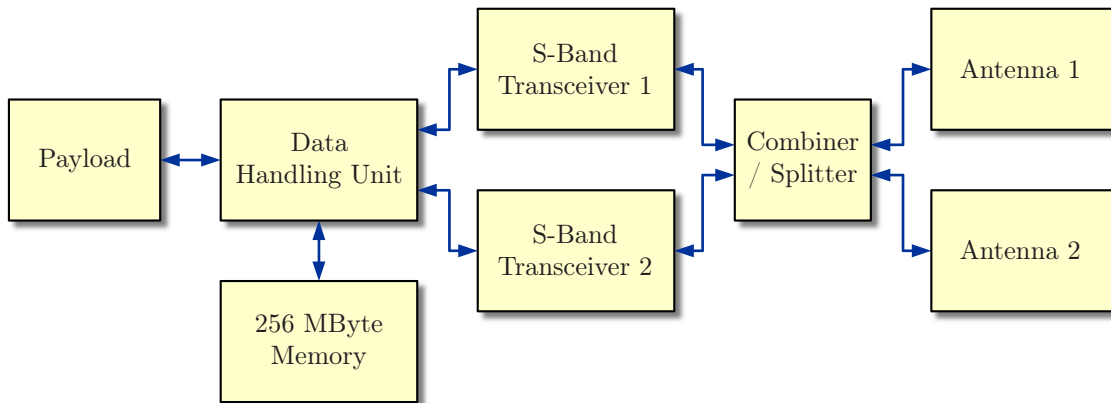 Payload
Data
Handling Unit
256 MByte
Memory
S-Band
Transceiver 1
S-Band
Transceiver 2
Combiner
/ Splitter
Antenna 1
Antenna 2